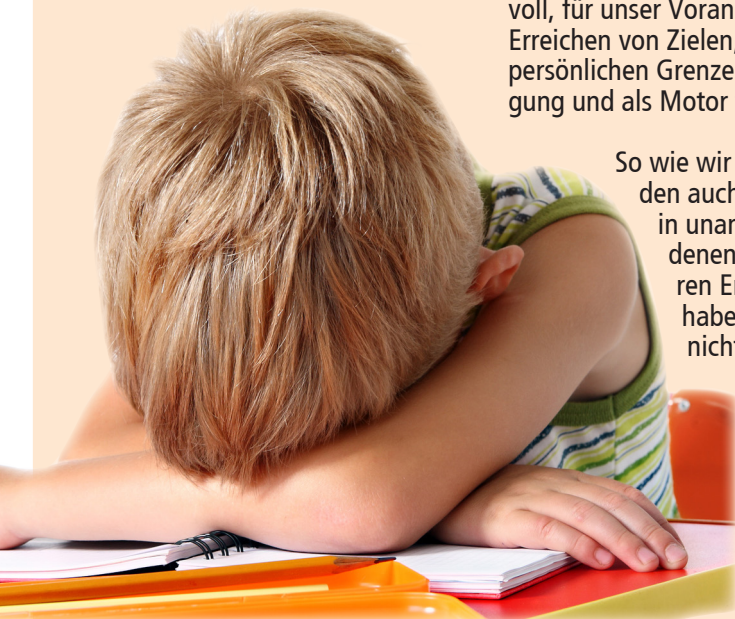 voll, für unser Voran
Erreichen von Zielen,
persönlichen Grenze
gung und als Motor
So wie wir
den auch
in unan
denen
ren E
habe
nicht